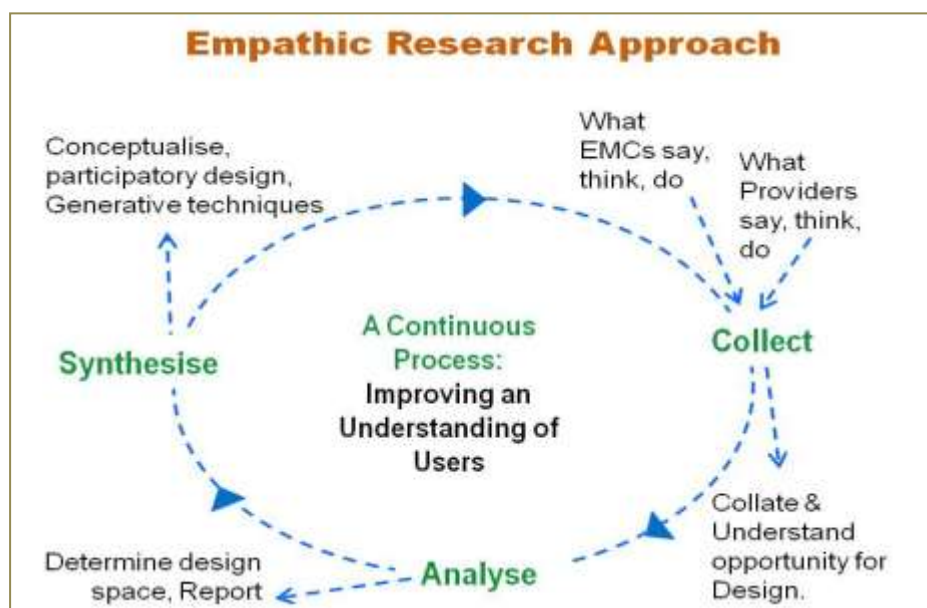 Empathic Research Approach
Conceptualise,
participatory design,
Generative techniques
What
EMCs say,
think, do
What
Providers
say, think,
do
Synthesise
A Continuous
Process:
Improving an
Understanding of
Users
Collect
Collate &
Understand
opportunity for
Design.
Analyse
Determine design
space, Report